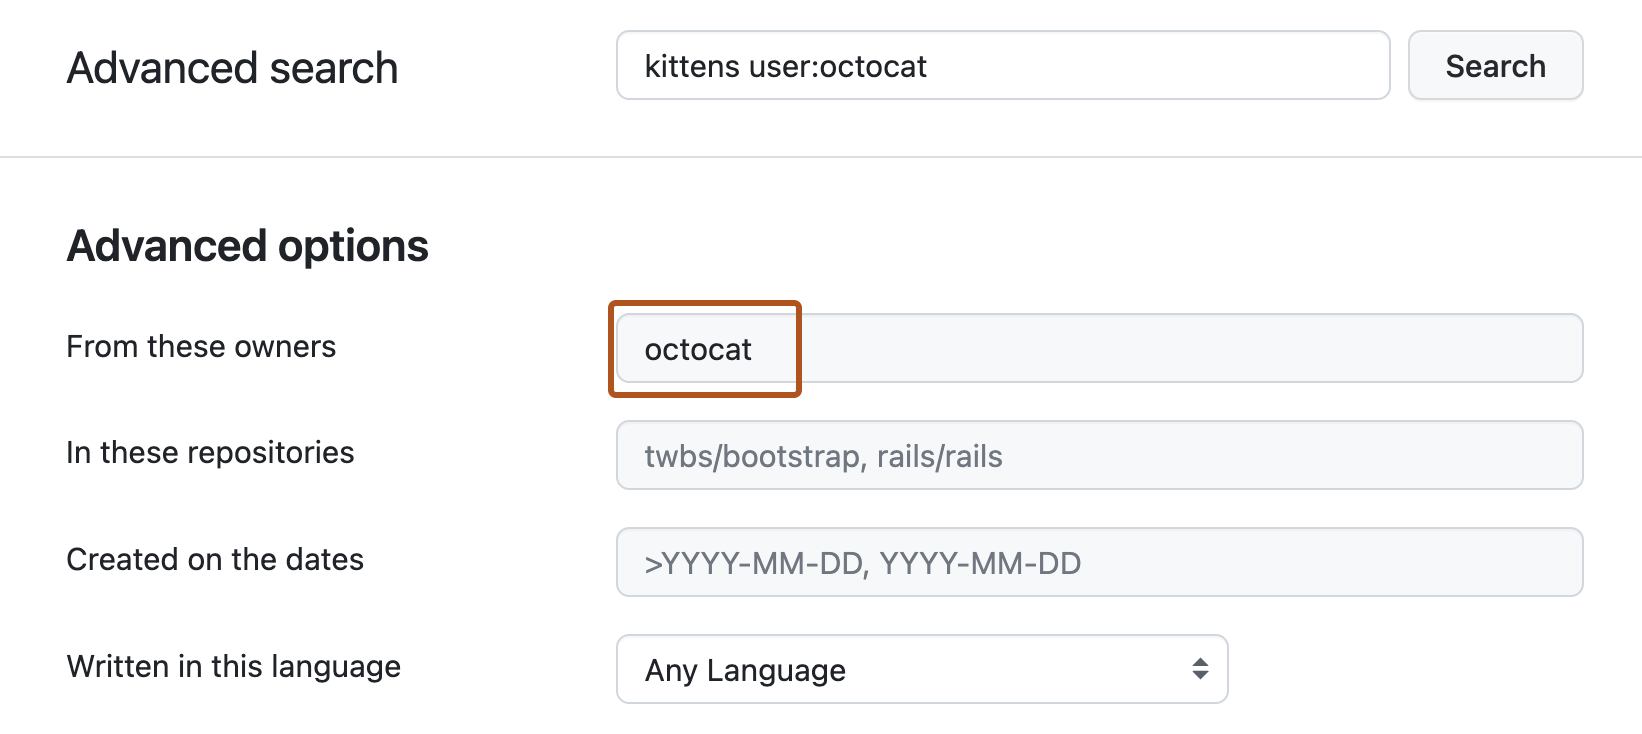 Advanced search
kittens user:octocat
Search
Advanced options
From these owners
octocat
In these repositories
twbs/bootstrap, rails/rails
Created on the dates
>YYYY-MM-DD, YYYY-MM-DD
Written in this language
Any Language